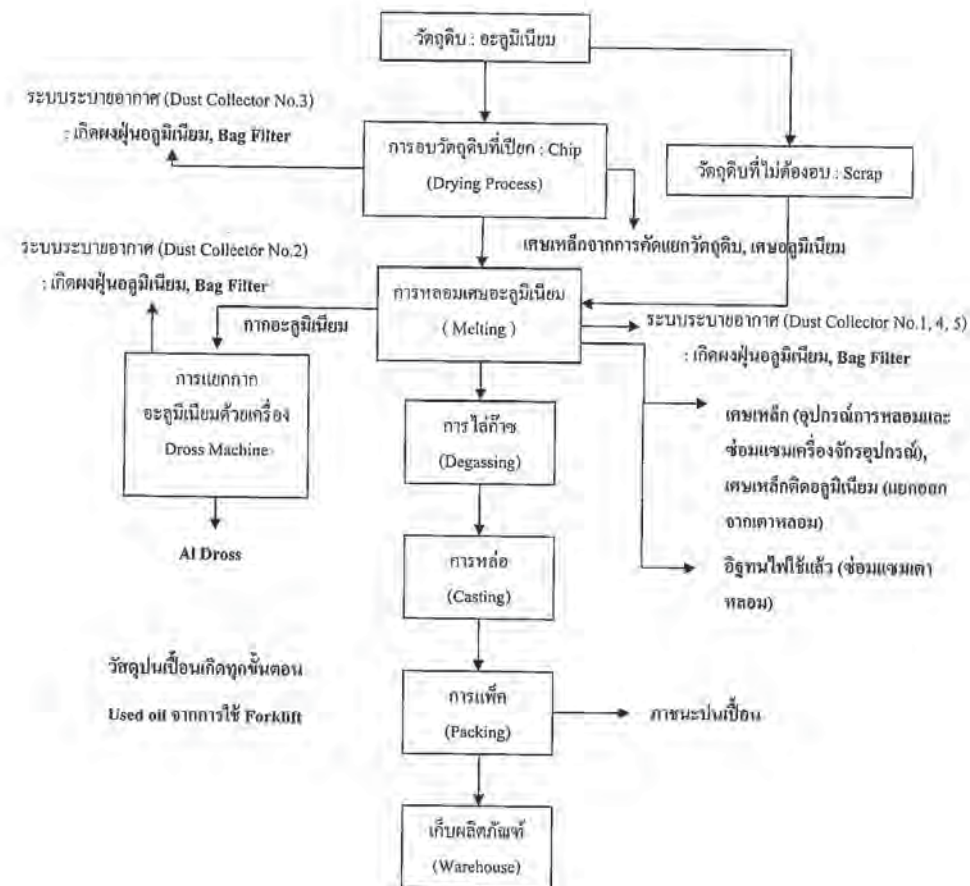 วัตถุดิบ : อะลูมิเนียม
ระบบระบายอากาศ (Dust Collector No.3)
: เกิดผงฝุ่นอลูมิเนียม, Bag Filter
การอบวัตถุดิบที่เปียก : Chip
(Drying Process)
วัตถุดิบที่ไม่ต้องอบ : Scrap
เศษเหล็กจากการคัดแยกวัตถุดิบ, เศษอลูมิเนียม
ระบบระบายอากาศ (Dust Collector No.2)
: เกิดผงฝุ่นอลูมิเนียม, Bag Filter
การหลอมเศษอะลูมิเนียม
( Melting )
กากอะลูมิเนียม
ระบบระบายอากาศ (Dust Collector No.1, 4, 5)
: เกิดผงฝุ่นอลูมิเนียม, Bag Filter
การแยกกาก
อะลูมิเนียมด้วยเครื่อง
Dross Machine
การไล่ก๊าซ
(Degassing)
เศษเหล็ก (อุปกรณ์การหลอมและ
ซ่อมแซมเครื่องจักรอุปกรณ์),
เศษเหล็กติดอลูมิเนียม (แยกออก
จากเตาหลอม)
Al Dross
การหล่อ
(Casting)
อิฐทนไฟใช้แล้ว (ซ่อมแซมเตา
หลอม)
วัสดุปนเปื้อนเกิดทุกขั้นตอน
Used oil จากการใช้ Forklift
การแพ็ค
(Packing)
ภาชนะปนเปื้อน
เก็บผลิตภัณฑ์
(Warehouse)